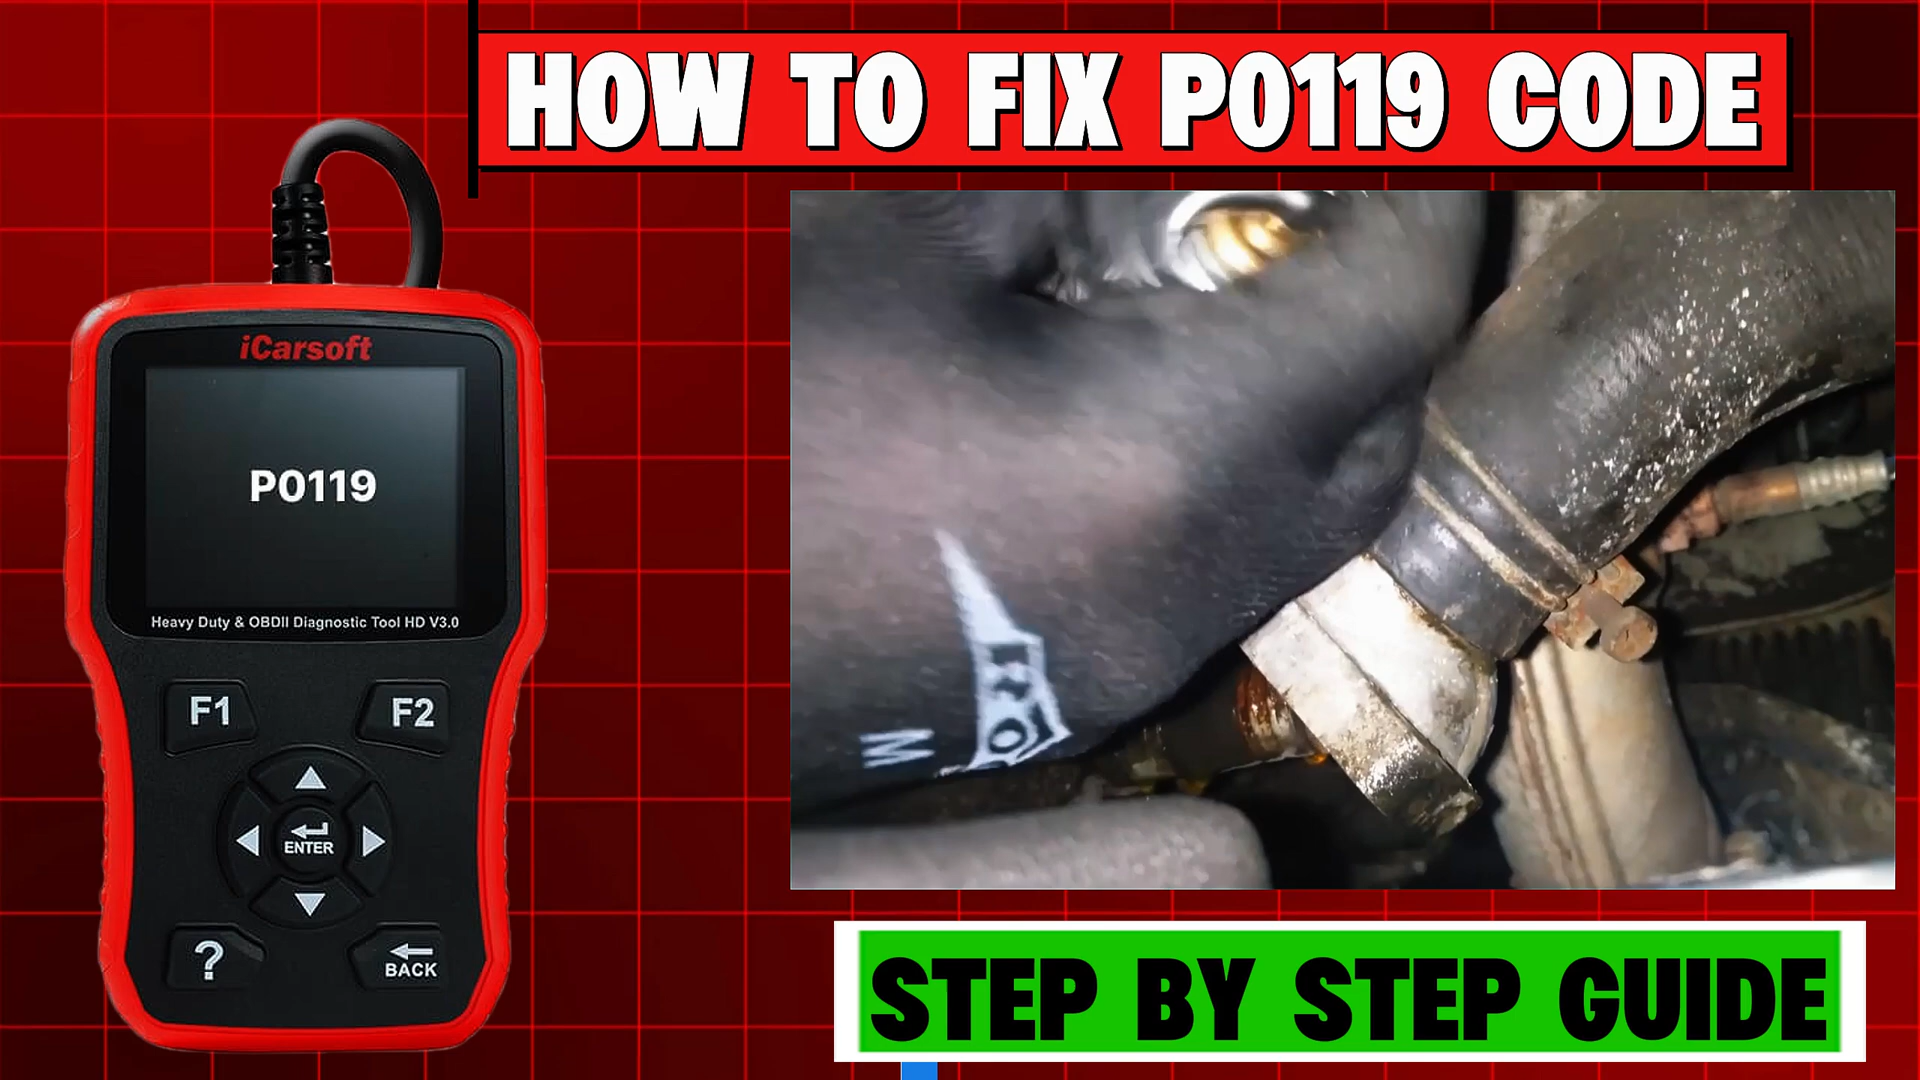 HOW TO FIX P0119 CODE
iCarsoft
P0119
Heavy Duty & OBDII Diagnostic Tool HD V3.0
F1
F2
ENTER
?
BACK
STEP BY STEP GUIDE